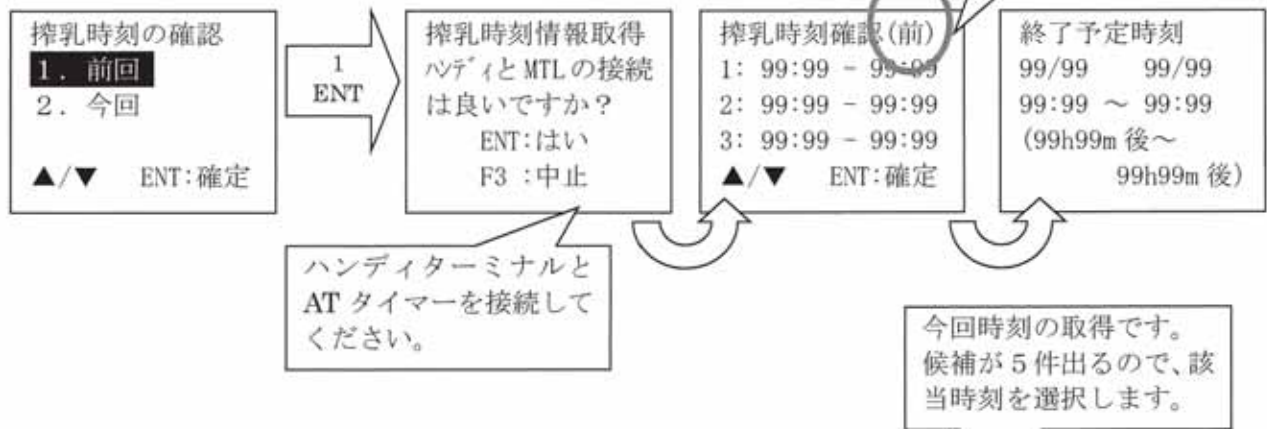 搾乳時刻の確認
1. 前回
2. 今回
▲/▼ ENT:確定
1
ENT
搾乳時刻情報取得
ﾊﾝﾃﾞｨとMTLの接続
は良いですか？
ENT:はい
F3 :中止
搾乳時刻確認(前)
1: 99:99 - 99:99
2: 99:99 - 99:99
3: 99:99 - 99:99
▲/▼ ENT:確定
終了予定時刻
99/99 99/99
99:99 ～ 99:99
(99h99m 後～
99h99m 後)
ハンディターミナルと
AT タイマーを接続して
ください。
今回時刻の取得です。
候補が5件出るので、該
当時刻を選択します。